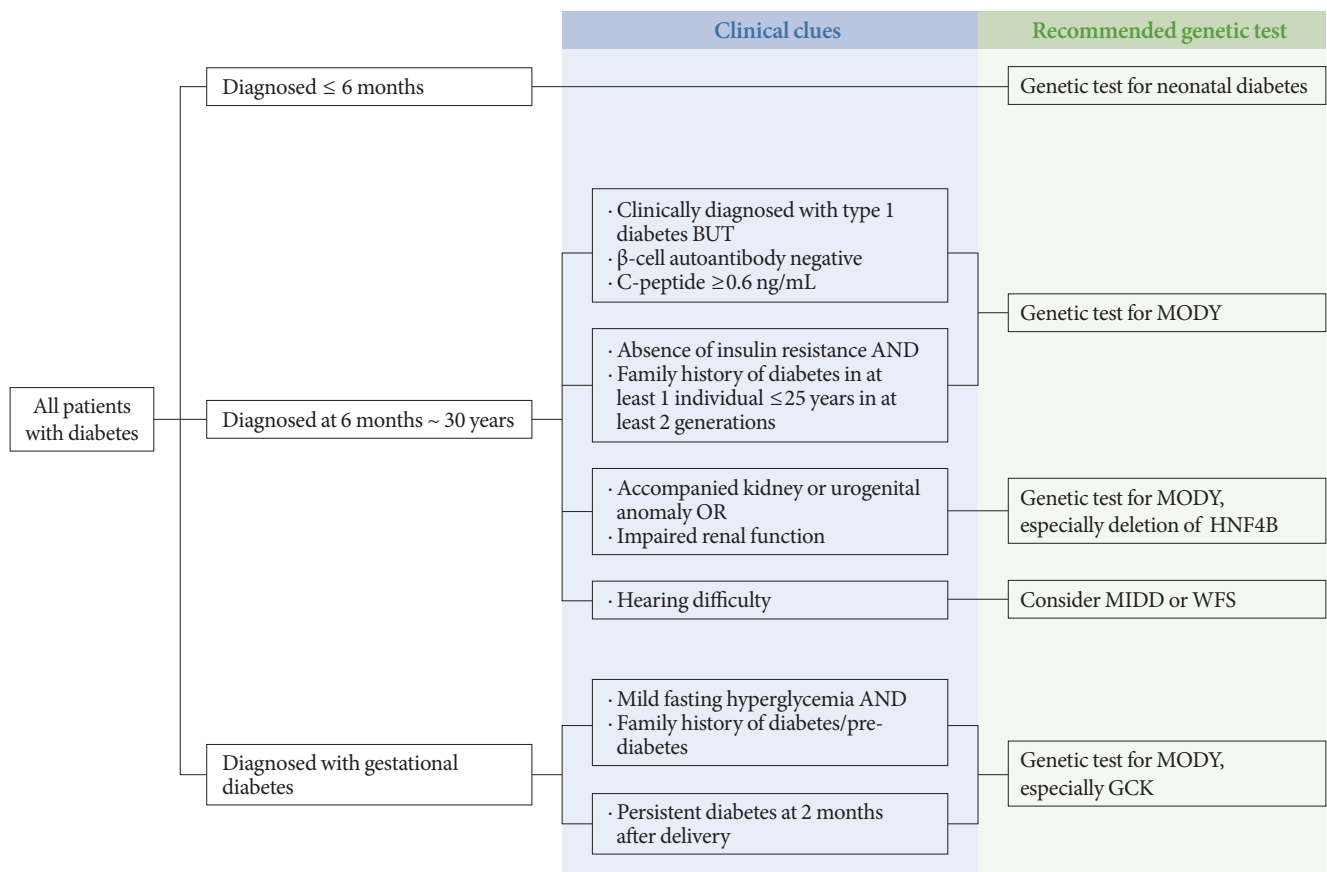 Clinical clues
Recommended genetic test
Diagnosed ≤ 6 months
Genetic test for neonatal diabetes
· Clinically diagnosed with type 1
diabetes BUT
· β-cell autoantibody negative
· C-peptide ≥0.6 ng/mL
Genetic test for MODY
· Absence of insulin resistance AND
· Family history of diabetes in at
least 1 individual ≤25 years in at
least 2 generations
All patients
with diabetes
Diagnosed at 6 months ~ 30 years
· Accompanied kidney or urogenital
anomaly OR
· Impaired renal function
Genetic test for MODY,
especially deletion of HNF4B
· Hearing difficulty
Consider MIDD or WFS
· Mild fasting hyperglycemia AND
· Family history of diabetes/pre-
diabetes
Diagnosed with gestational
diabetes
Genetic test for MODY,
especially GCK
· Persistent diabetes at 2 months
after delivery